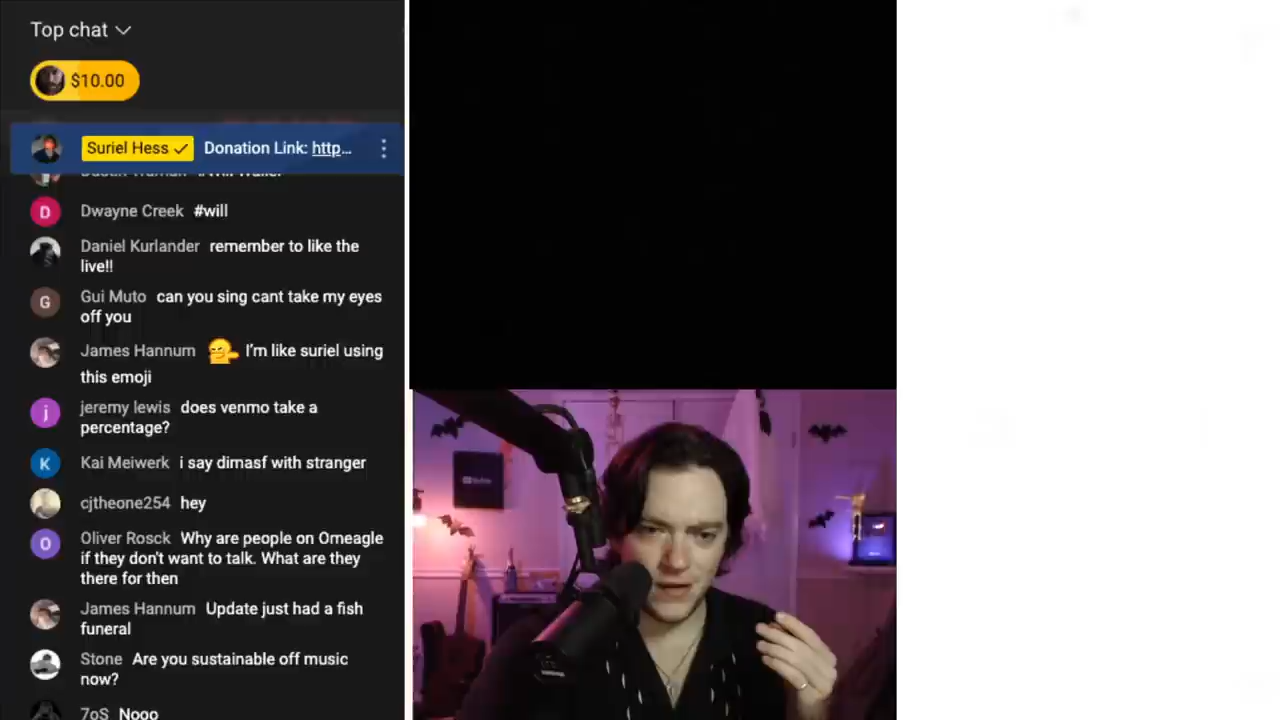 Top chat
$10.00
Suriel Hess Donation Link: http...
Dwayne Creek #will
Daniel Kurlander remember to like the
live!!
Gui Muto can you sing cant take my eyes
off you
James Hannum I'm like suriel using
this emoji
jeremy lewis does venmo take a
percentage?
Kai Meiwerk i say dimasf with stranger
cjtheone254 hey
Oliver Rosck Why are people on Omeagle
if they don't want to talk. What are they
there for then
James Hannum Update just had a fish
funeral
Stone Are you sustainable off music
now?
7oS Nooo
D
G
j
K
O